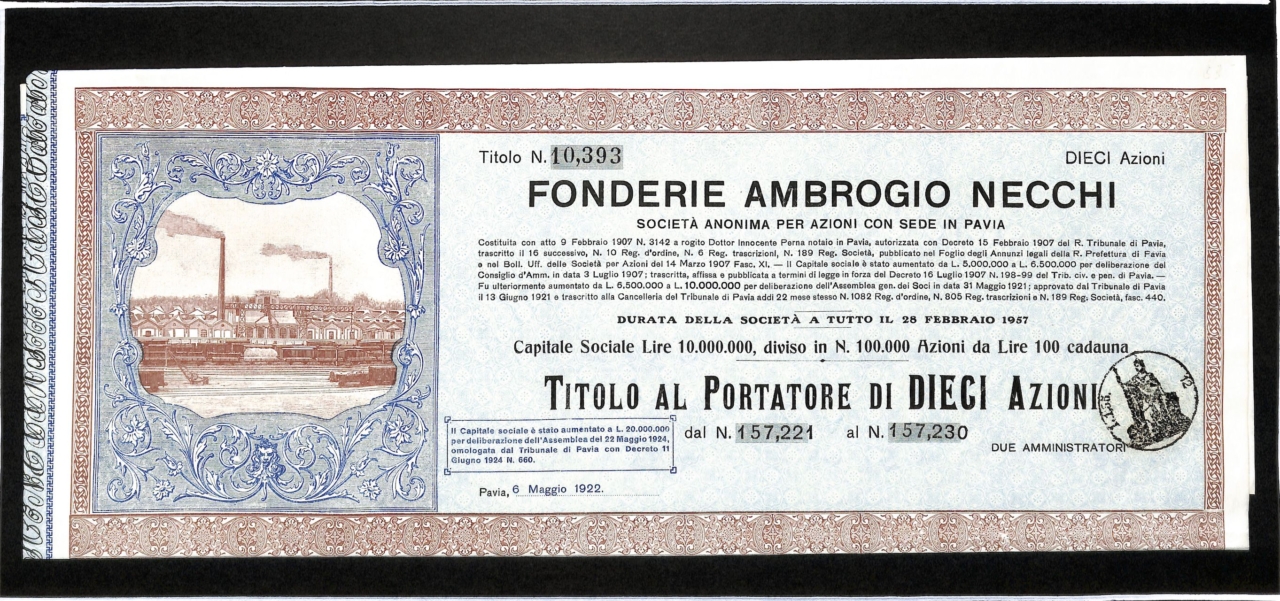 Titolo N. 10,393
DIECI Azioni
FONDERIE AMBROGIO NECCHI
SOCIETÀ ANONIMA PER AZIONI CON SEDE IN PAVIA
Costituita con atto 9 Febbraio 1907 N. 3142 a rogito Dottor Innocente Perna notaio in Pavia, autorizzata con Decreto 15 Febbraio 1907 del R. Tribunale di Pavia,
trascritto il 16 successivo, N. 10 Reg. d'ordine, N. 6 Reg. trascrizioni, N. 189 Reg. Società, pubblicato nel Foglio degli Annunzi legali della R. Prefettura di Pavia
e nel Boll. Uff. delle Società per Azioni del 14 Marzo 1907 Fasc. XI. — Il Capitale sociale è stato aumentato da L. 5.000.000 a L. 6.500.000 per deliberazione del
Consiglio d'Amm. in data 3 Luglio 1907; trascritta, affissa e pubblicata a termini di legge in forza del Decreto 16 Luglio 1907 N. 198-99 del Trib. civ. e pen. di Pavia. —
Fu ulteriormente aumentato da L. 6.500.000 a L. 10.000.000 per deliberazione dell'Assemblea gen. dei Soci in data 31 Maggio 1921; approvato dal Tribunale di Pavia
il 13 Giugno 1921 e trascritto alla Cancelleria del Tribunale di Pavia addì 22 mese stesso N. 1082 Reg. d'ordine, N. 805 Reg. trascrizioni e N. 189 Reg. Società, fasc. 440.
DURATA DELLA SOCIETÀ A TUTTO IL 28 FEBBRAIO 1957
Capitale Sociale Lire 10.000.000, diviso in N. 100.000 Azioni da Lire 100 cadauna
TITOLO AL PORTATORE DI DIECI AZIONI
dal N. 157,221 al N. 157,230
Il Capitale sociale è stato aumentato a L. 20.000.000
per deliberazione dell'Assemblea del 22 Maggio 1924,
omologata dal Tribunale di Pavia con Decreto 11
Giugno 1924 N. 660.
DUE AMMINISTRATORI
Pavia, 6 Maggio 1922.